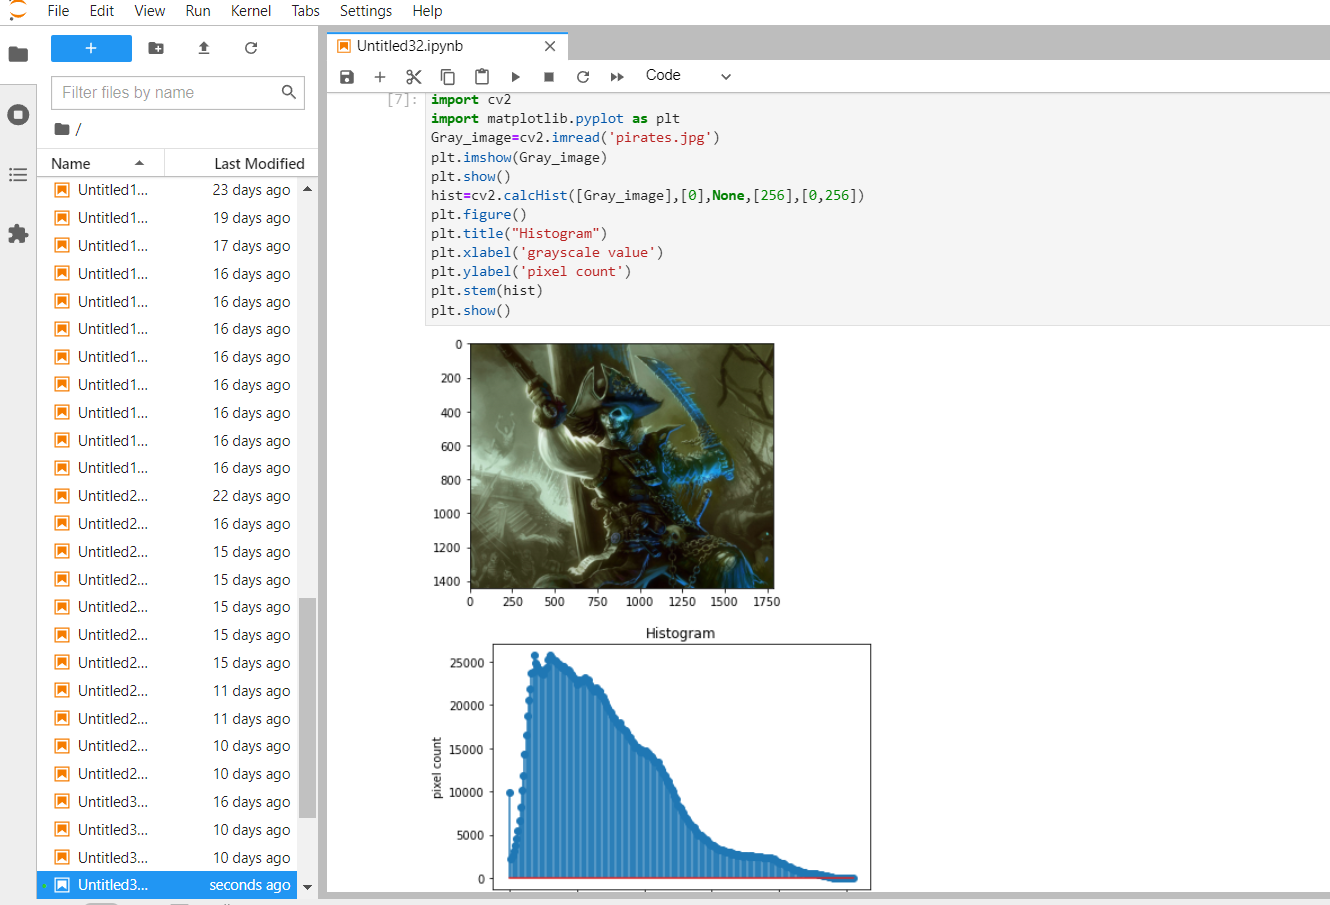 File Edit View Run Kernel Tabs Settings Help
Untitled32.ipynb
Filter files by name
/
Name Last Modified
Untitled1... 23 days ago
Untitled1... 19 days ago
Untitled1... 17 days ago
Untitled1... 16 days ago
Untitled1... 16 days ago
Untitled1... 16 days ago
Untitled1... 16 days ago
Untitled1... 16 days ago
Untitled1... 16 days ago
Untitled1... 16 days ago
Untitled1... 16 days ago
Untitled2... 22 days ago
Untitled2... 16 days ago
Untitled2... 15 days ago
Untitled2... 15 days ago
Untitled2... 15 days ago
Untitled2... 15 days ago
Untitled2... 15 days ago
Untitled2... 11 days ago
Untitled2... 11 days ago
Untitled2... 10 days ago
Untitled2... 10 days ago
Untitled3... 16 days ago
Untitled3... 10 days ago
Untitled3... 10 days ago
Untitled3... seconds ago
Code
[7]:
import cv2
import matplotlib.pyplot as plt
Gray_image=cv2.imread('pirates.jpg')
plt.imshow(Gray_image)
plt.show()
hist=cv2.calcHist([Gray_image],[0],None,[256],[0,256])
plt.figure()
plt.title("Histogram")
plt.xlabel('grayscale value')
plt.ylabel('pixel count')
plt.stem(hist)
plt.show()
0
200
400
600
800
1000
1200
1400
0 250 500 750 1000 1250 1500 1750
Histogram
25000
20000
15000
10000
5000
0
pixel count